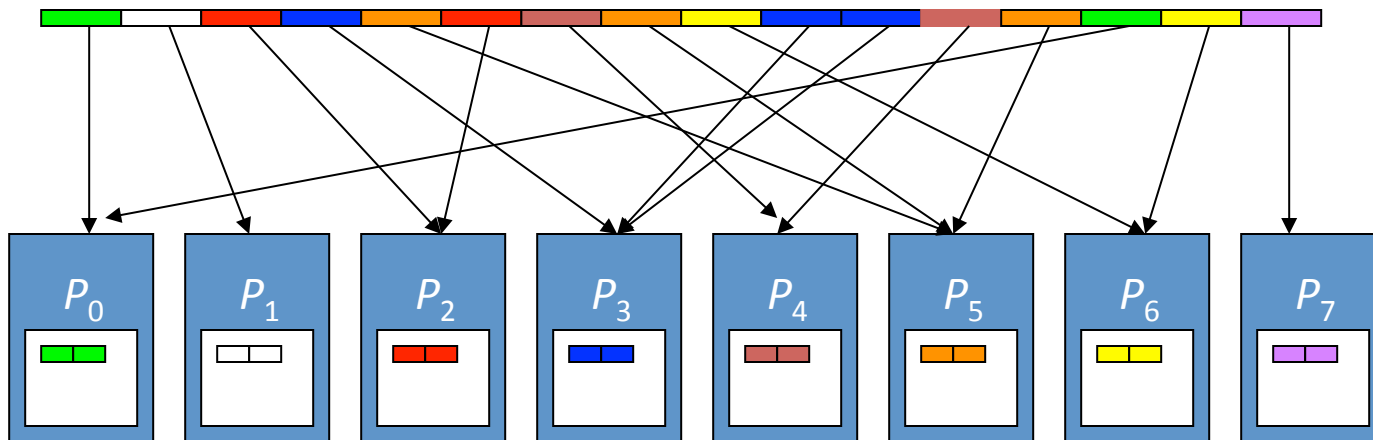 P₀ P₁ P₂ P₃ P₄ P₅ P₆ P₇